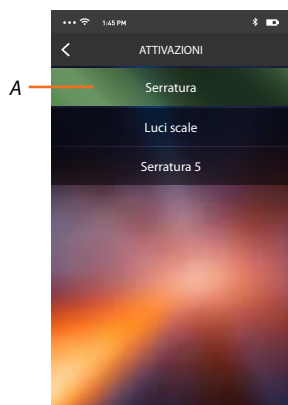 1:45 PM
ATTIVAZIONI
A
Serratura
Luci scale
Serratura 5